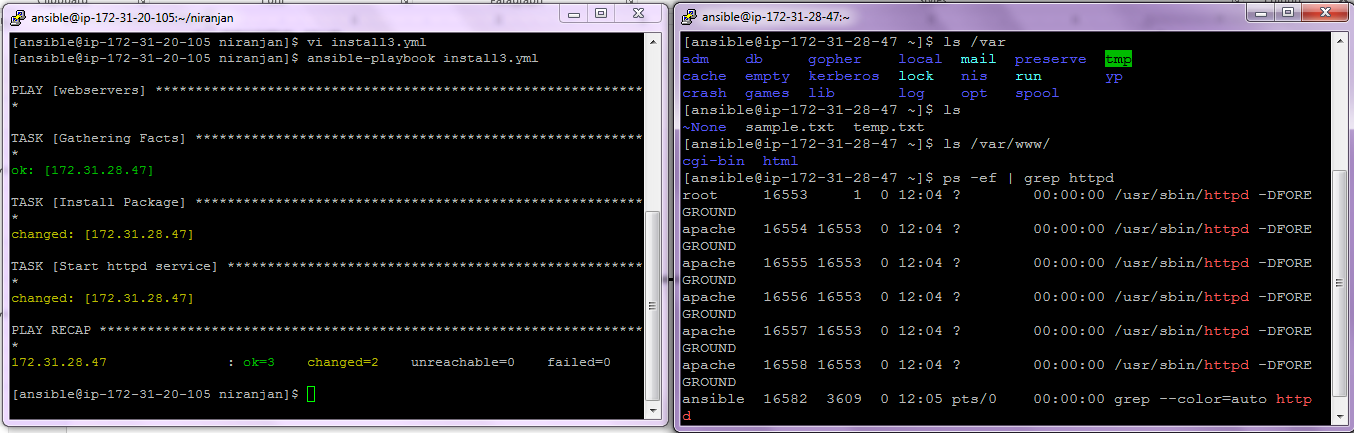 ansible@ip-172-31-20-105:~/niranjan
[ansible@ip-172-31-20-105 niranjan]$ vi install3.yml
[ansible@ip-172-31-20-105 niranjan]$ ansible-playbook install3.yml
PLAY [webservers] *************************************************************
*
TASK [Gathering Facts] ********************************************************
*
ok: [172.31.28.47]
TASK [Install Package] ********************************************************
*
changed: [172.31.28.47]
TASK [Start httpd service] ****************************************************
*
changed: [172.31.28.47]
PLAY RECAP ********************************************************************
*
172.31.28.47 : ok=3 changed=2 unreachable=0 failed=0
[ansible@ip-172-31-20-105 niranjan]$
ansible@ip-172-31-28-47:~
[ansible@ip-172-31-28-47 ~]$ ls /var
adm db gopher local mail preserve tmp
cache empty kerberos lock nis run yp
crash games lib log opt spool
[ansible@ip-172-31-28-47 ~]$ ls
~None sample.txt temp.txt
[ansible@ip-172-31-28-47 ~]$ ls /var/www/
cgi-bin html
[ansible@ip-172-31-28-47 ~]$ ps -ef | grep httpd
root 16553 1 0 12:04 ? 00:00:00 /usr/sbin/httpd -DFORE
GROUND
apache 16554 16553 0 12:04 ? 00:00:00 /usr/sbin/httpd -DFORE
GROUND
apache 16555 16553 0 12:04 ? 00:00:00 /usr/sbin/httpd -DFORE
GROUND
apache 16556 16553 0 12:04 ? 00:00:00 /usr/sbin/httpd -DFORE
GROUND
apache 16557 16553 0 12:04 ? 00:00:00 /usr/sbin/httpd -DFORE
GROUND
apache 16558 16553 0 12:04 ? 00:00:00 /usr/sbin/httpd -DFORE
GROUND
ansible 16582 3609 0 12:05 pts/0 00:00:00 grep --color=auto http
d